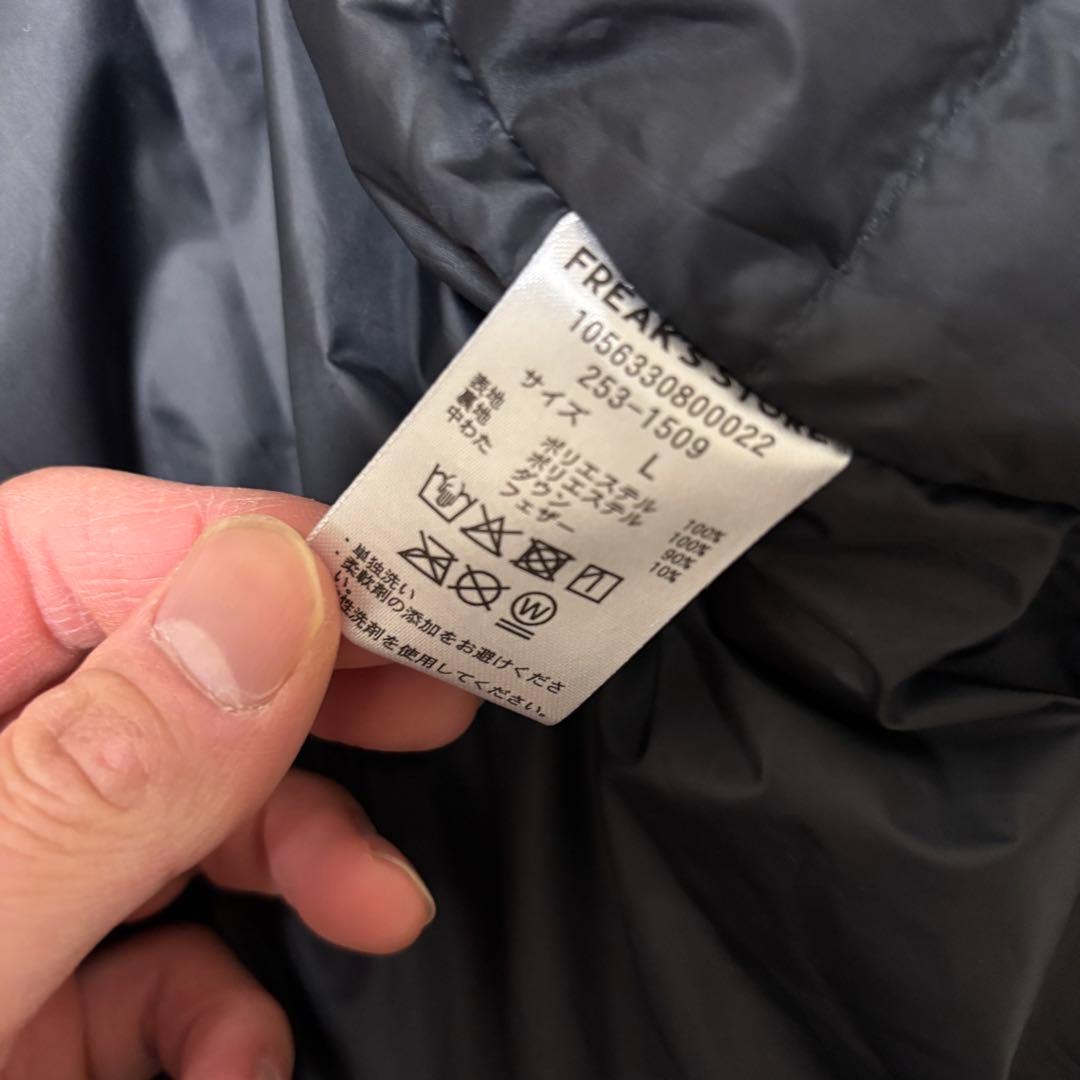 FREAK'S STORE
1056330800022
253-1509
サイズ L
表地 ポリエステル 100%
裏地 ポリエステル 100%
中わた ダウン 90%
フェザー 10%
W
・単独洗い
・柔軟剤の添加をお避けくださ
い。
性洗剤を使用してください。